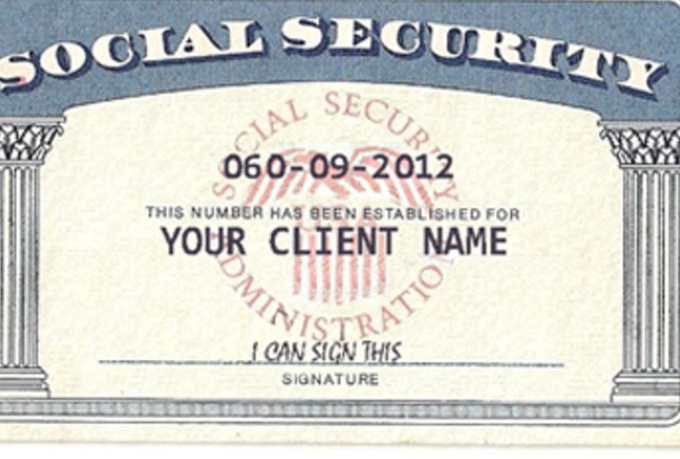 SOCIAL SECURITY
SOCIAL SECURITY
ADMINISTRATION
060-09-2012
THIS NUMBER HAS BEEN ESTABLISHED FOR
YOUR CLIENT NAME
I CAN SIGN THIS
SIGNATURE